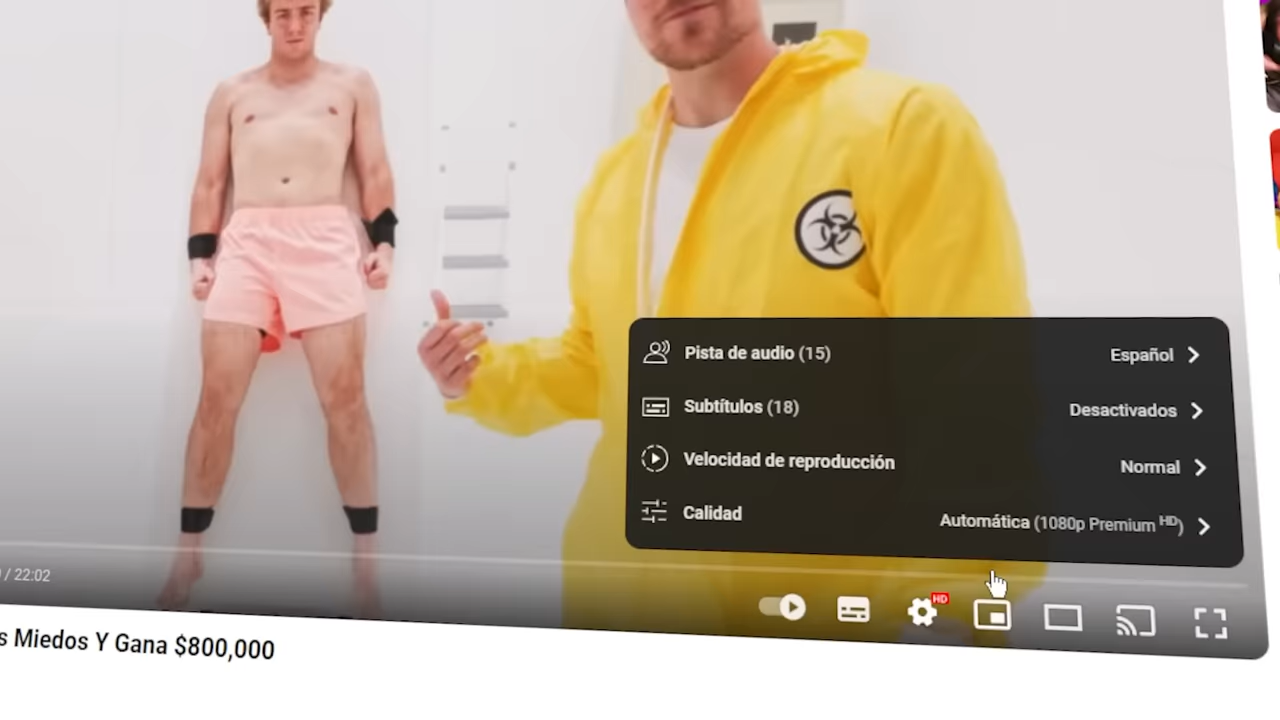 Pista de audio (15) Español
Subtítulos (18) Desactivados
Velocidad de reproducción Normal
Calidad Automática (1080p Premium HD)
/ 22:02
HD
s Miedos Y Gana $800,000